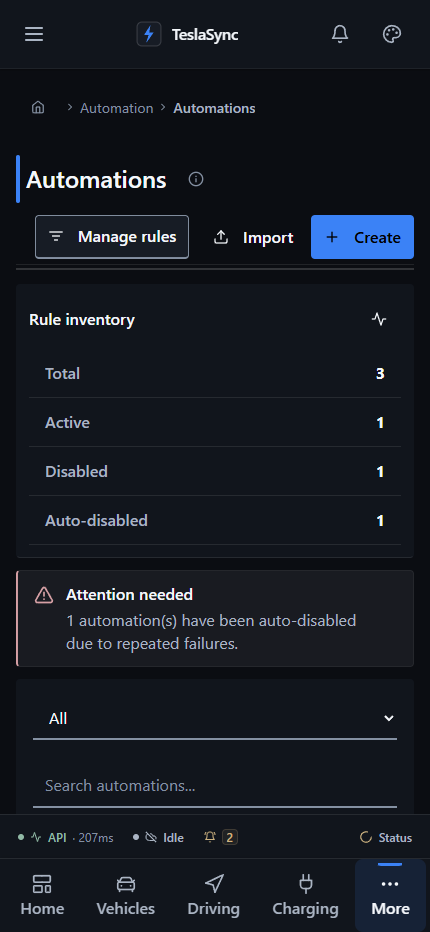 TeslaSync
Automation Automations
Automations
Manage rules Import Create
Rule inventory
Total 3
Active 1
Disabled 1
Auto-disabled 1
Attention needed
1 automation(s) have been auto-disabled
due to repeated failures.
All
Search automations...
API · 207ms Idle 2 Status
Home Vehicles Driving Charging More